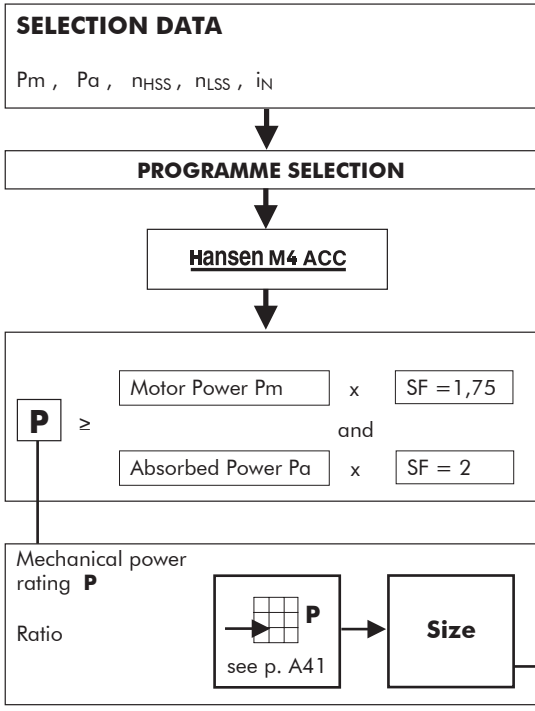 SELECTION DATA
Pm , Pa , nHSS , nLSS , iN
PROGRAMME SELECTION
Hansen M4 ACC
Motor Power Pm x SF =1,75
P ≥ and
Absorbed Power Pa x SF = 2
Mechanical power
rating P
Ratio
P
see p. A41
Size